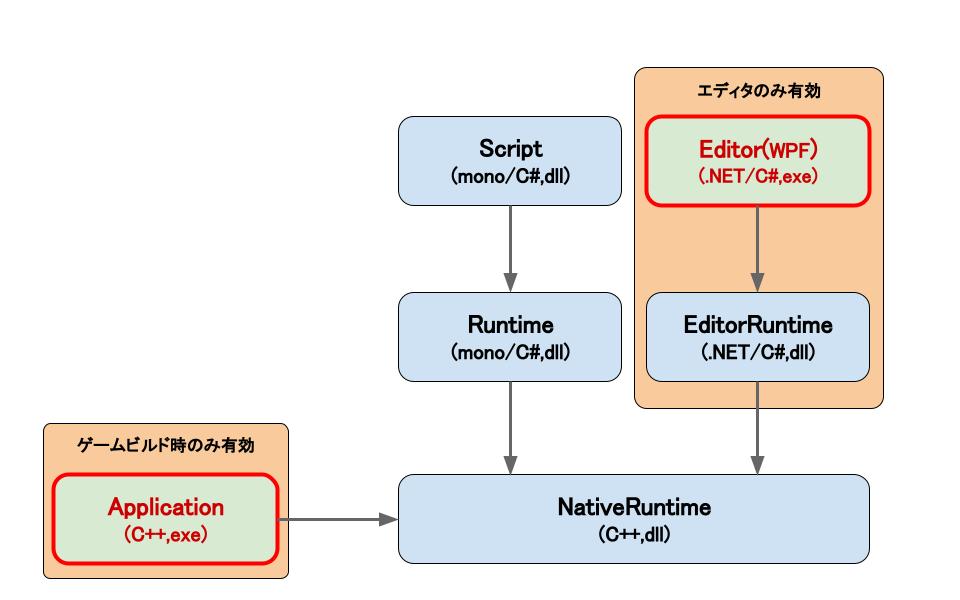 エディタのみ有効
Script
(mono/C#,dll)
Editor(WPF)
(.NET/C#,exe)
Runtime
(mono/C#,dll)
EditorRuntime
(.NET/C#,dll)
ゲームビルド時のみ有効
Application
(C++,exe)
NativeRuntime
(C++,dll)